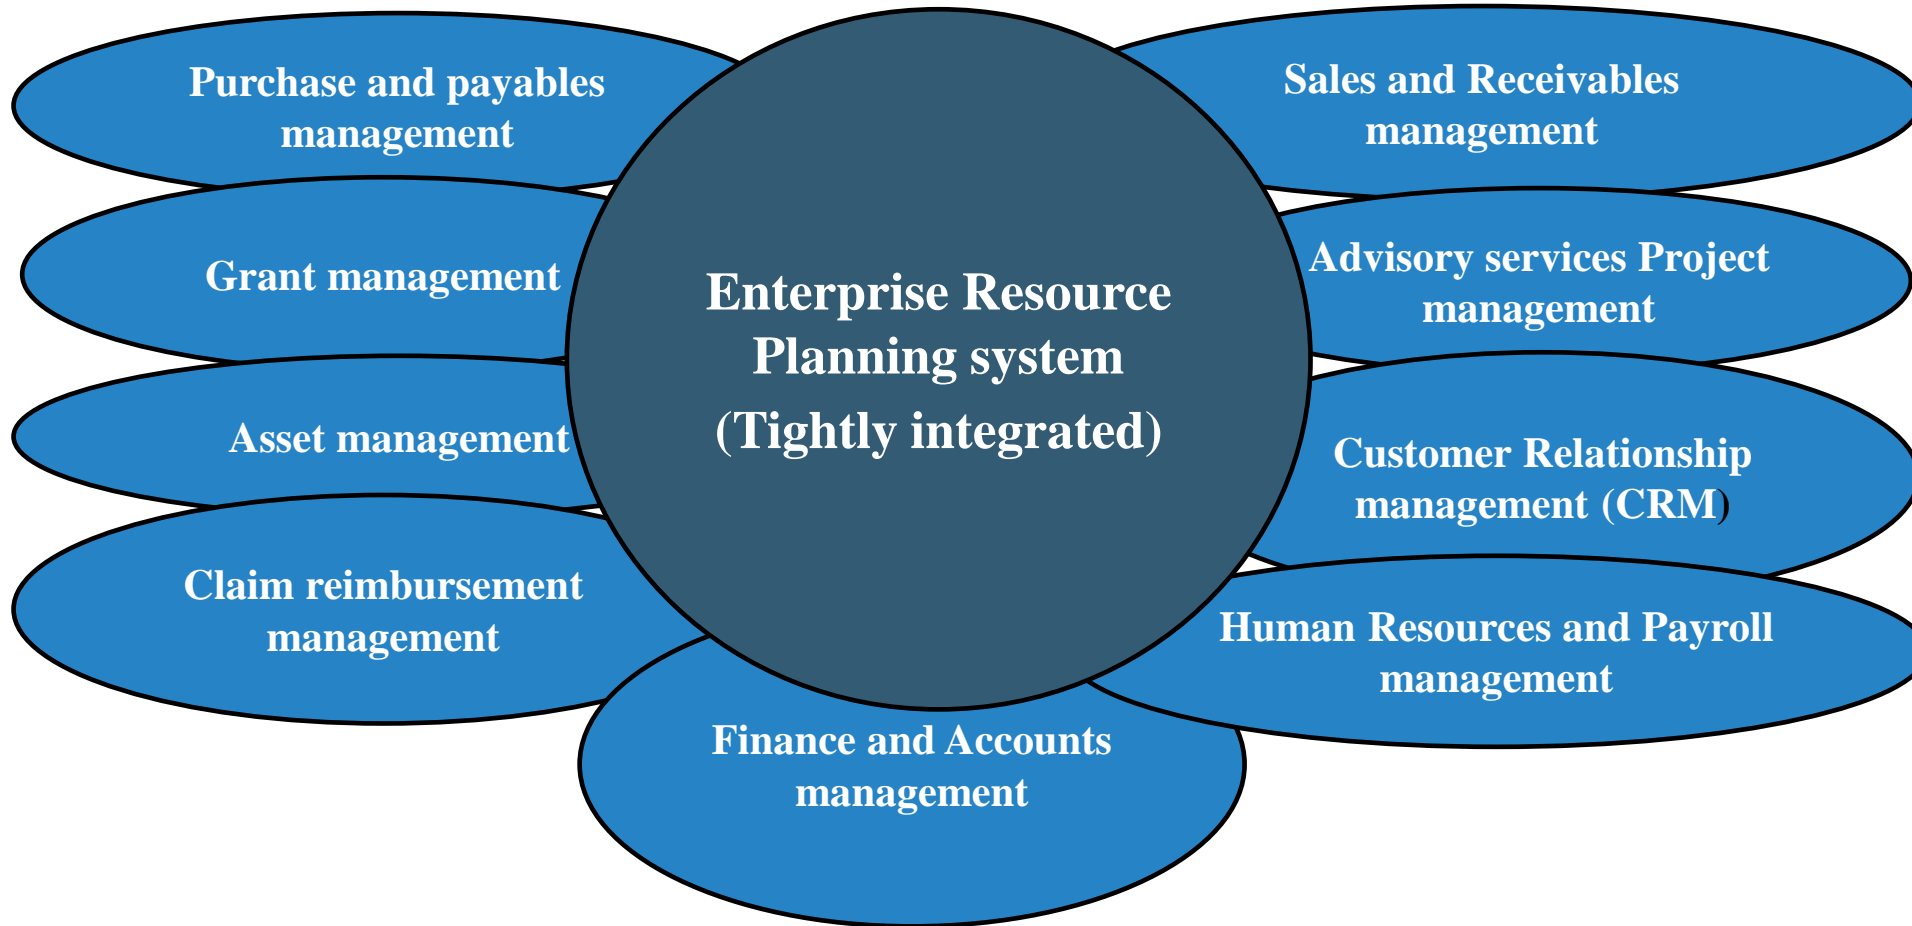 Purchase and payables
management
Grant management
Asset management
Claim reimbursement
management
Enterprise Resource
Planning system
(Tightly integrated)
Finance and Accounts
management
Sales and Receivables
management
Advisory services Project
management
Customer Relationship
management (CRM)
Human Resources and Payroll
management